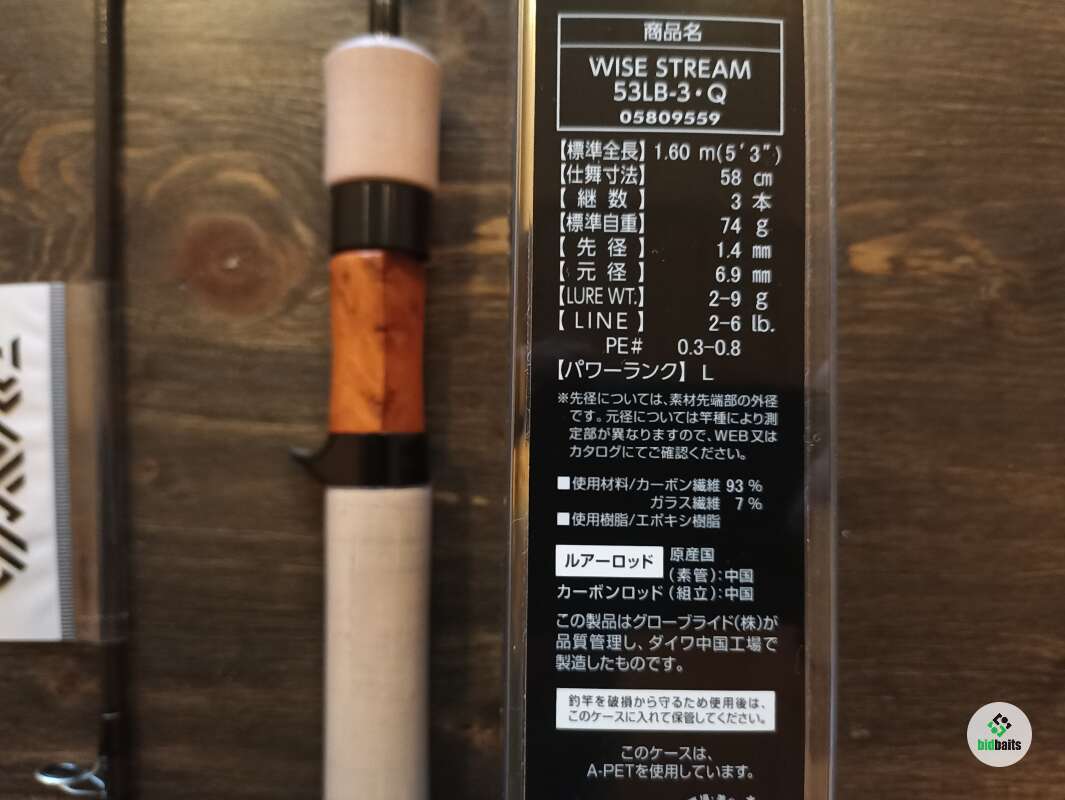 商品名
WISE STREAM
53LB-3・Q
05809559
【標準全長】1.60 m(5'3")
【仕舞寸法】 58 cm
【継数】 3 本
【標準自重】 74 g
【先径】 1.4 mm
【元径】 6.9 mm
【LURE WT.】 2-9 g
【LINE】 2-6 lb.
PE# 0.3-0.8
【パワーランク】 L
※先径については、素材先端部の外径
です。元径については竿種により測
定部が異なりますので、WEB又は
カタログにてご確認ください。
■使用材料/カーボン繊維 93 %
ガラス繊維 7 %
■使用樹脂/エポキシ樹脂
ルアーロッド 原産国
(素管):中国
カーボンロッド(組立):中国
この製品はグローブライド(株)が
品質管理し、ダイワ中国工場で
製造したものです。
釣竿を破損から守るため使用後は、
このケースに入れて保管してください。
このケースは、
A-PETを使用しています。
bidbaits